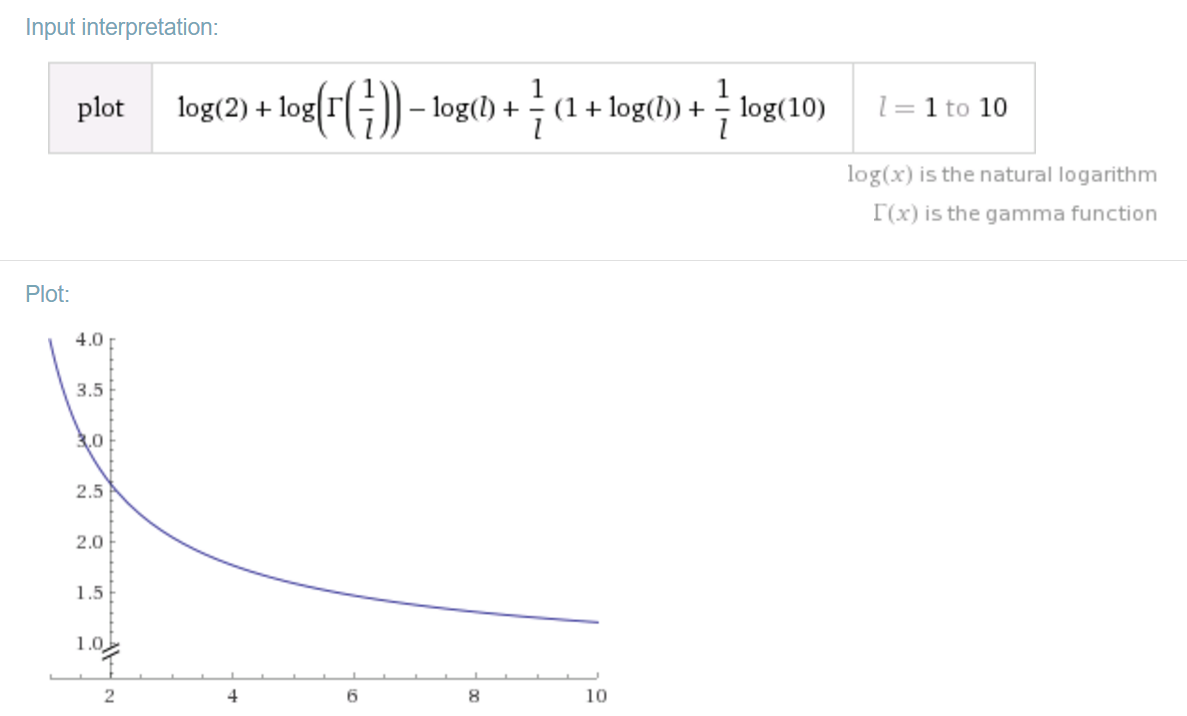 Input interpretation:
plot log(2) + log(Γ(1/l)) − log(l) + 1/l (1 + log(l)) + 1/l log(10) l = 1 to 10
log(x) is the natural logarithm
Γ(x) is the gamma function
Plot:
4.0
3.5
3.0
2.5
2.0
1.5
1.0
2 4 6 8 10